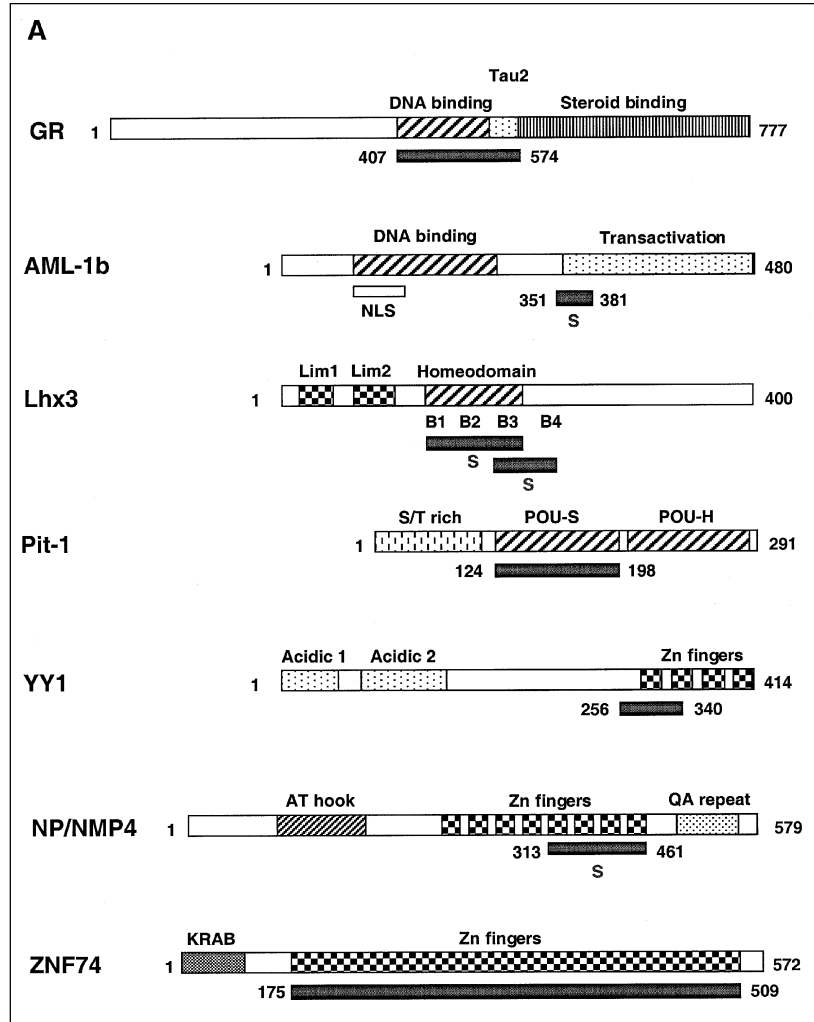 A
Tau2
DNA binding Steroid binding
GR 1 777
407 574
DNA binding Transactivation
AML-1b 1 480
NLS 351 381
S
Lim1 Lim2 Homeodomain
Lhx3 1 400
B1 B2 B3 B4
S
S
S/T rich POU-S POU-H
Pit-1 1 291
124 198
Acidic 1 Acidic 2 Zn fingers
YY1 1 414
256 340
AT hook Zn fingers QA repeat
NP/NMP4 1 579
313 461
S
KRAB Zn fingers
ZNF74 1 572
175 509